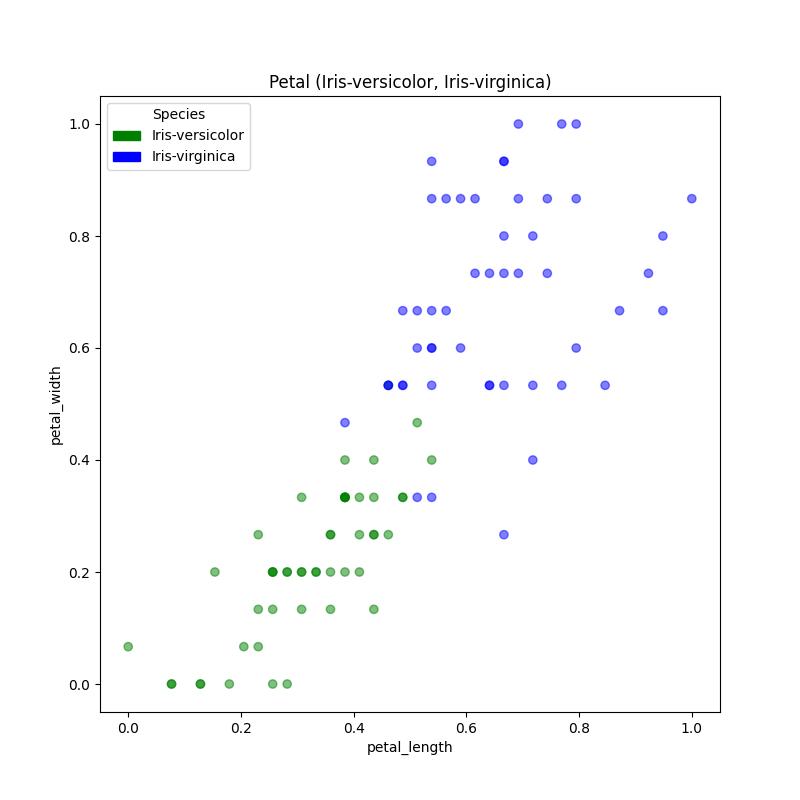 Petal (Iris-versicolor, Iris-virginica)
Species
Iris-versicolor
Iris-virginica
1.0
0.8
0.6
0.4
0.2
0.0
petal_width
0.0 0.2 0.4 0.6 0.8 1.0
petal_length